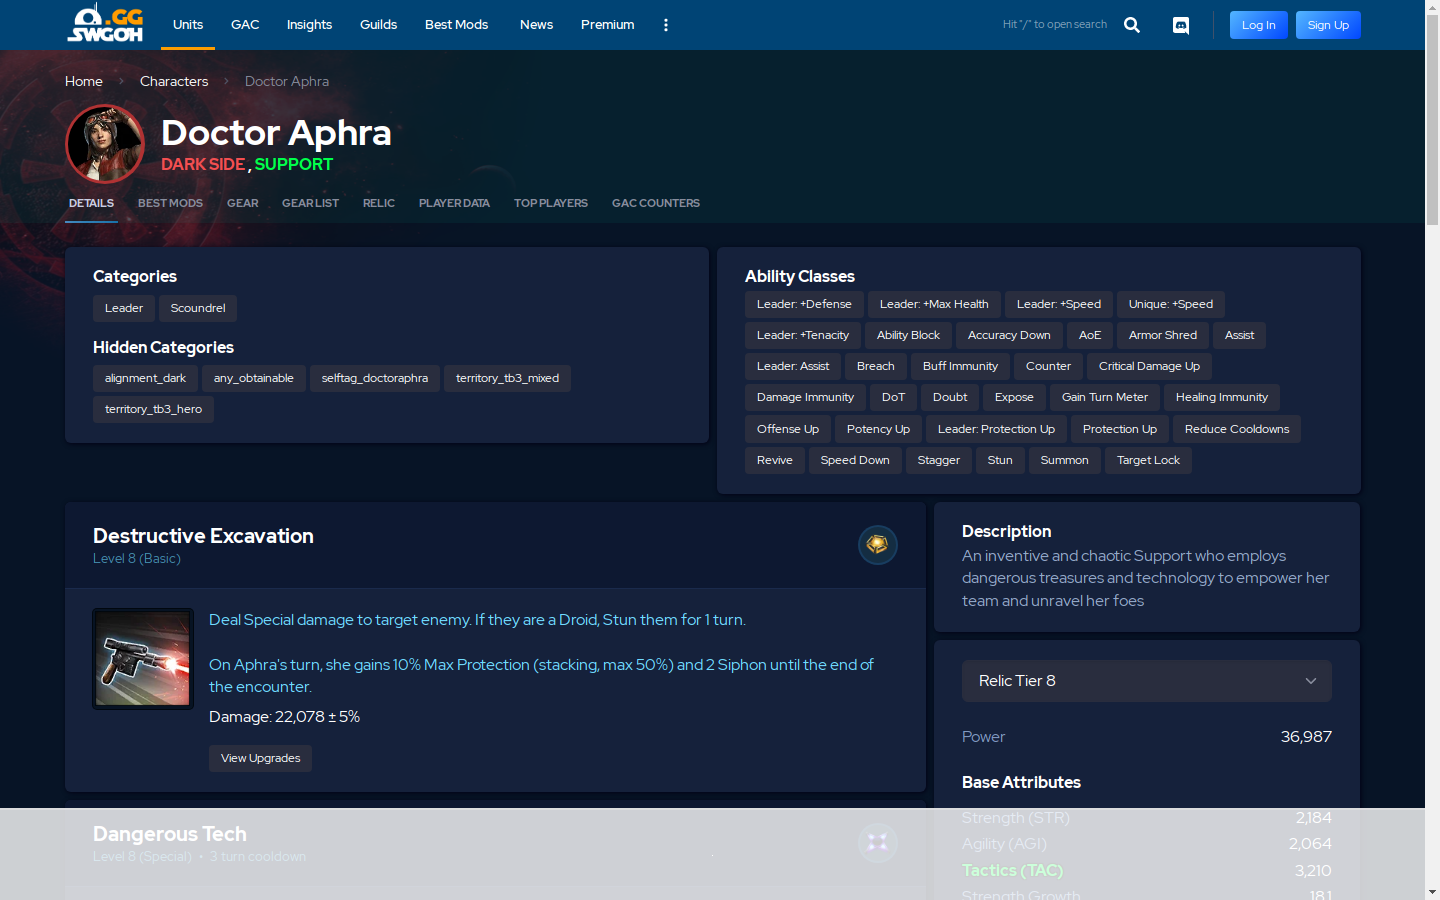 .GG
SWGOH
Units
GAC
Insights
Guilds
Best Mods
News
Premium
Hit "/" to open search
Log In
Sign Up
Home
Characters
Doctor Aphra
Doctor Aphra
DARK SIDE , SUPPORT
DETAILS
BEST MODS
GEAR
GEAR LIST
RELIC
PLAYER DATA
TOP PLAYERS
GAC COUNTERS
Categories
Leader
Scoundrel
Hidden Categories
alignment_dark
any_obtainable
selftag_doctoraphra
territory_tb3_mixed
territory_tb3_hero
Ability Classes
Leader: +Defense
Leader: +Max Health
Leader: +Speed
Unique: +Speed
Leader: +Tenacity
Ability Block
Accuracy Down
AoE
Armor Shred
Assist
Leader: Assist
Breach
Buff Immunity
Counter
Critical Damage Up
Damage Immunity
DoT
Doubt
Expose
Gain Turn Meter
Healing Immunity
Offense Up
Potency Up
Leader: Protection Up
Protection Up
Reduce Cooldowns
Revive
Speed Down
Stagger
Stun
Summon
Target Lock
Destructive Excavation
Level 8 (Basic)
Deal Special damage to target enemy. If they are a Droid, Stun them for 1 turn.
On Aphra's turn, she gains 10% Max Protection (stacking, max 50%) and 2 Siphon until the end of
the encounter.
Damage: 22,078 ± 5%
View Upgrades
Dangerous Tech
Level 8 (Special) • 3 turn cooldown
Description
An inventive and chaotic Support who employs
dangerous treasures and technology to empower her
team and unravel her foes
Relic Tier 8
Power 36,987
Base Attributes
Strength (STR) 2,184
Agility (AGI) 2,064
Tactics (TAC) 3,210
Strength Growth 18.1